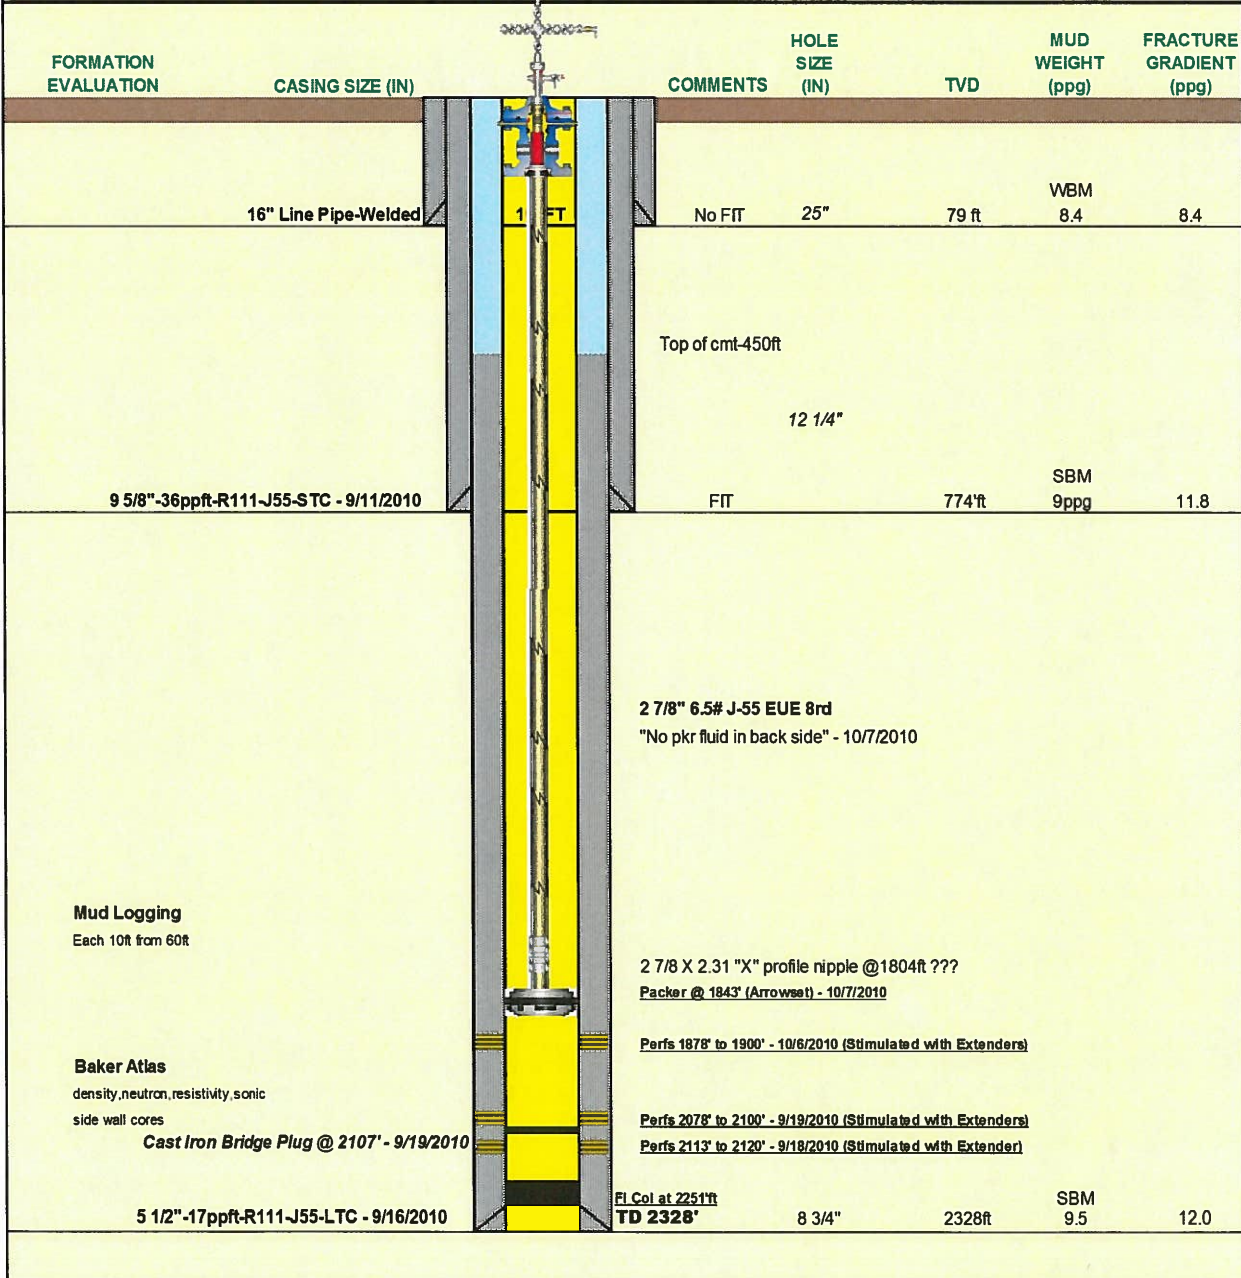 FORMATION EVALUATION
CASING SIZE (IN)
COMMENTS
HOLE SIZE (IN)
TVD
MUD WEIGHT (ppg)
FRACTURE GRADIENT (ppg)
16" Line Pipe-Welded
FT
No FIT
25"
79 ft
WBM
8.4
8.4
Top of cmt-450ft
12 1/4"
9 5/8"-36ppft-R111-J55-STC - 9/11/2010
FIT
774'ft
SBM
9ppg
11.8
2 7/8" 6.5# J-55 EUE 8rd
"No pkr fluid in back side" - 10/7/2010
Mud Logging
Each 10ft from 60ft
2 7/8 X 2.31 "X" profile nipple @1804ft ???
Packer @ 1843' (Arrowset) - 10/7/2010
Perfs 1878' to 1900' - 10/6/2010 (Stimulated with Extenders)
Baker Atlas
density,neutron,resistivity,sonic
side wall cores
Perfs 2078' to 2100' - 9/19/2010 (Stimulated with Extenders)
Cast Iron Bridge Plug @ 2107' - 9/19/2010
Perfs 2113' to 2120' - 9/18/2010 (Stimulated with Extender)
Fl Col at 2251'ft
5 1/2"-17ppft-R111-J55-LTC - 9/16/2010
TD 2328'
8 3/4"
2328ft
SBM
9.5
12.0